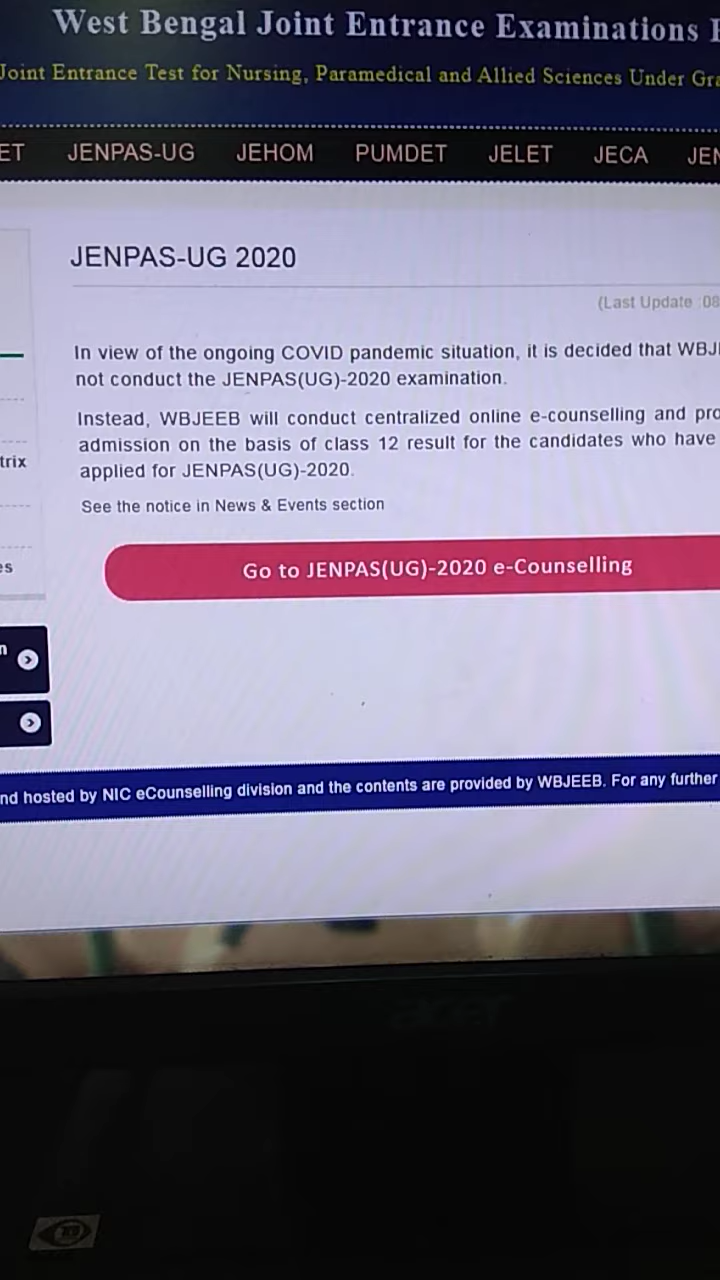 West Bengal Joint Entrance Examinations
Joint Entrance Test for Nursing, Paramedical and Allied Sciences Under Gra
ET JENPAS-UG JEHOM PUMDET JELET JECA JEN
JENPAS-UG 2020
(Last Update :08
In view of the ongoing COVID pandemic situation, it is decided that WBJ
not conduct the JENPAS(UG)-2020 examination.
Instead, WBJEEB will conduct centralized online e-counselling and pro
admission on the basis of class 12 result for the candidates who have
applied for JENPAS(UG)-2020.
See the notice in News & Events section
trix
es
Go to JENPAS(UG)-2020 e-Counselling
n
nd hosted by NIC eCounselling division and the contents are provided by WBJEEB. For any further
acer